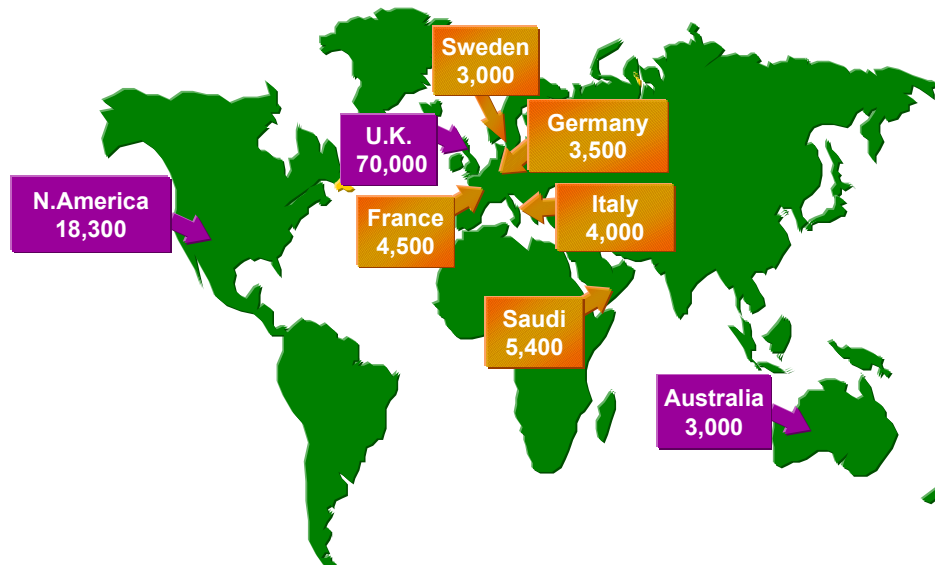 Sweden
3,000
U.K.
70,000
Germany
3,500
N.America
18,300
France
4,500
Italy
4,000
Saudi
5,400
Australia
3,000